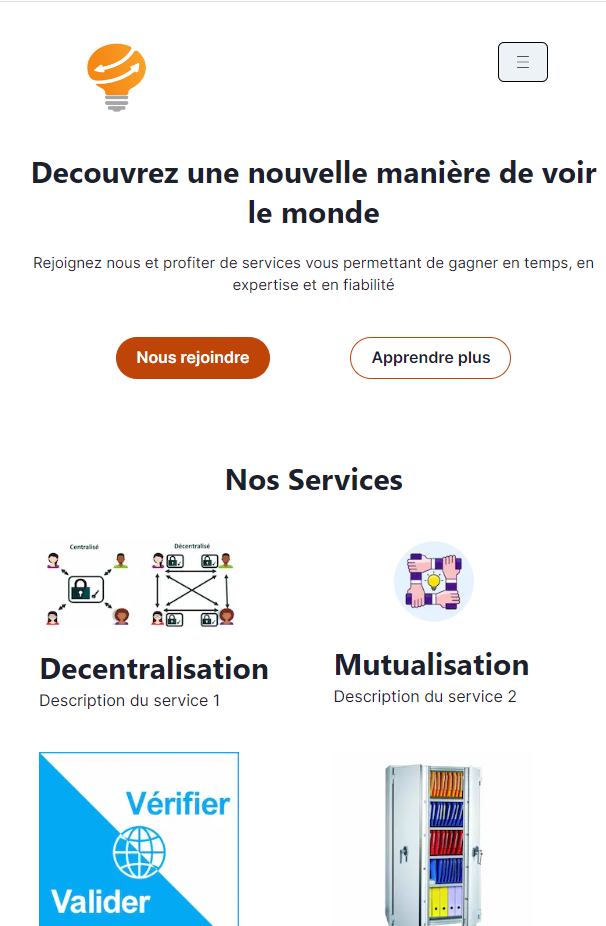 Decouvrez une nouvelle manière de voir
le monde
Rejoignez nous et profiter de services vous permettant de gagner en temps, en
expertise et en fiabilité
Nous rejoindre
Apprendre plus
Nos Services
Centralisé
Décentralisé
Decentralisation
Description du service 1
Mutualisation
Description du service 2
Vérifier
Valider